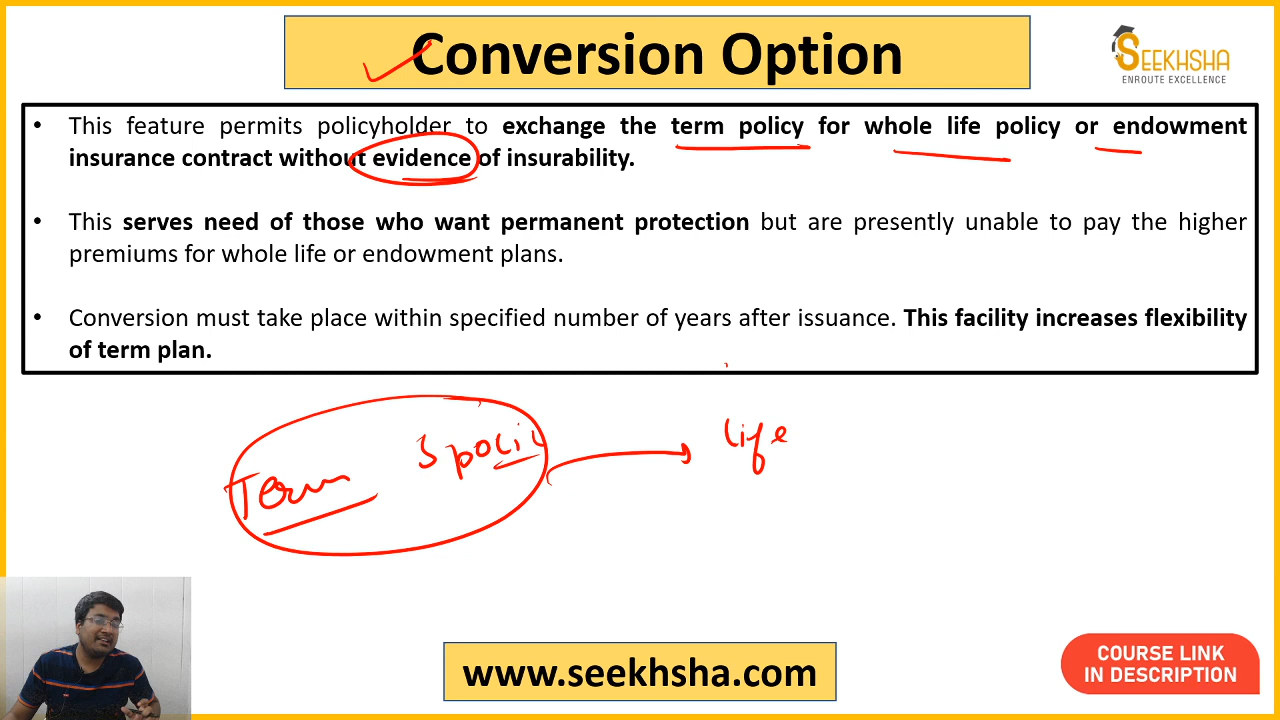 Conversion Option
SEEKHSHA
ENROUTE EXCELLENCE
• This feature permits policyholder to exchange the term policy for whole life policy or endowment
insurance contract without evidence of insurability.
• This serves need of those who want permanent protection but are presently unable to pay the higher
premiums for whole life or endowment plans.
• Conversion must take place within specified number of years after issuance. This facility increases flexibility
of term plan.
Term
life
www.seekhsha.com
COURSE LINK
IN DESCRIPTION